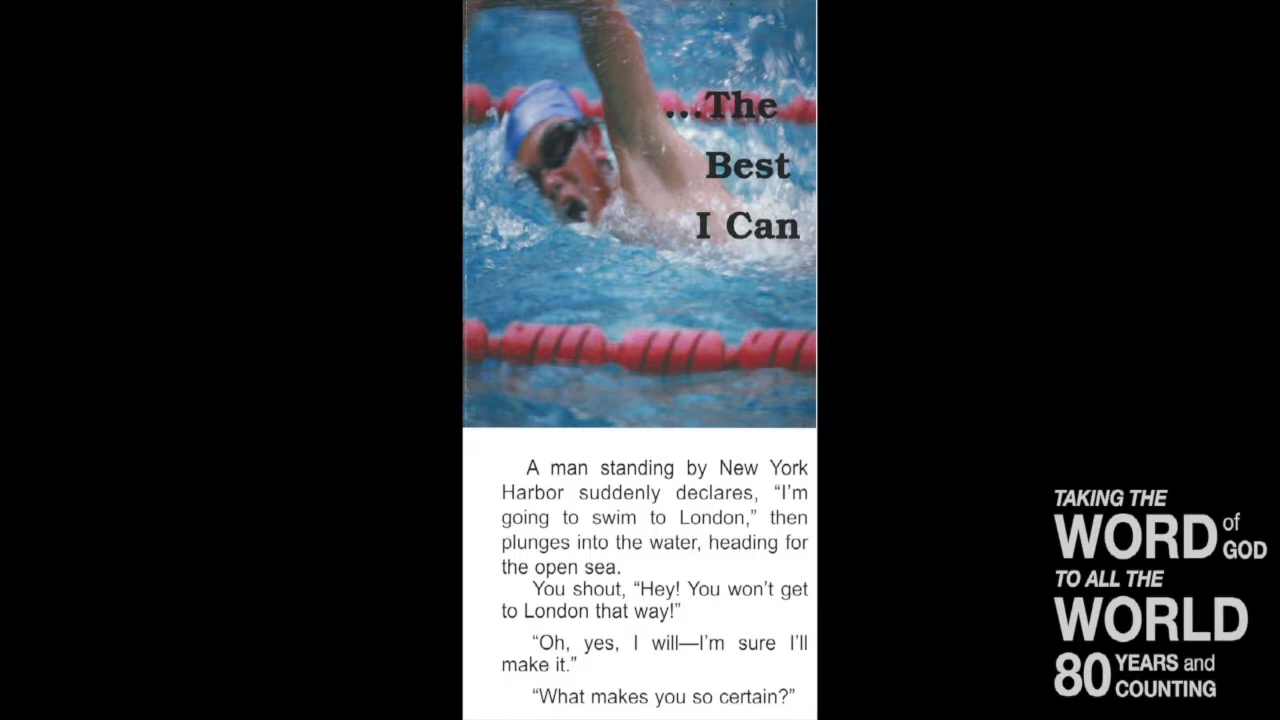 ...The
Best
I Can
A man standing by New York
Harbor suddenly declares, “I’m
going to swim to London,” then
plunges into the water, heading for
the open sea.
You shout, “Hey! You won’t get
to London that way!”
“Oh, yes, I will—I’m sure I’ll
make it.”
“What makes you so certain?”
TAKING THE
WORD of GOD
TO ALL THE
WORLD
80 YEARS and
COUNTING